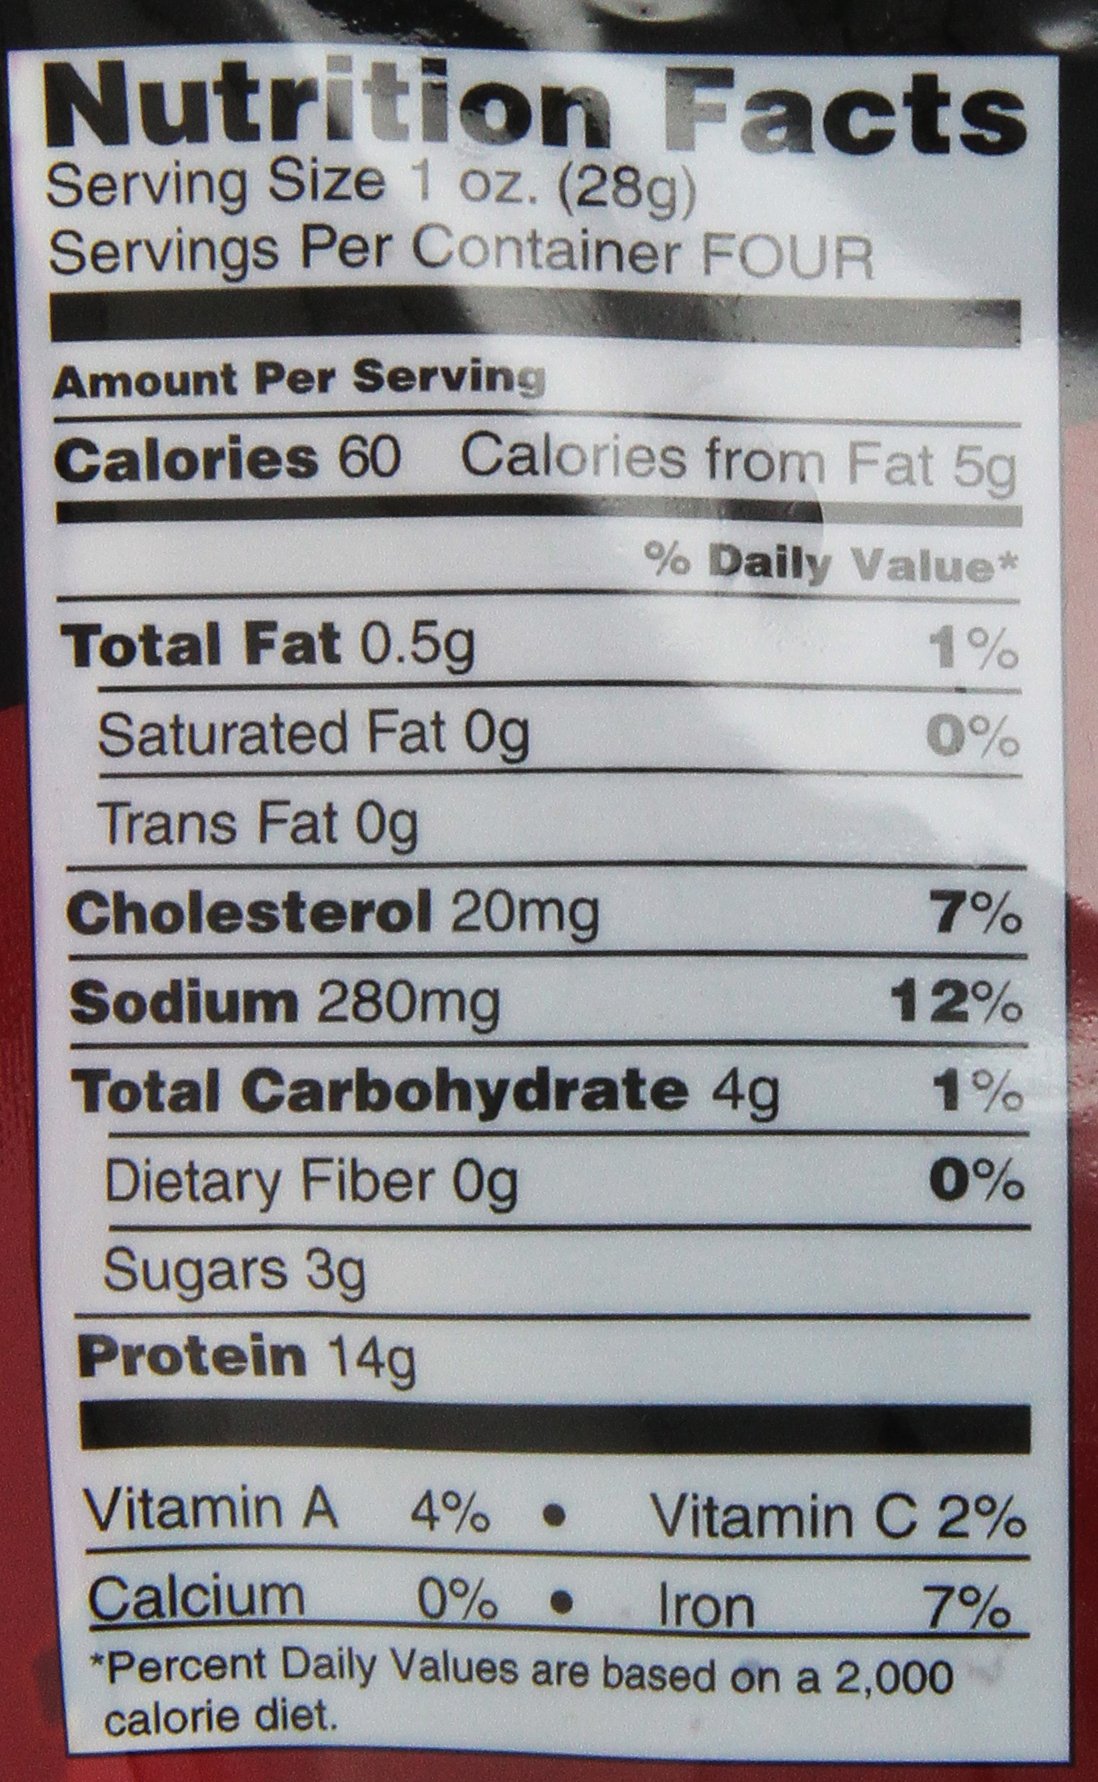 Nutrition Facts
Serving Size 1 oz. (28g)
Servings Per Container FOUR
Amount Per Serving
Calories 60 Calories from Fat 5g
% Daily Value*
Total Fat 0.5g 1%
Saturated Fat 0g 0%
Trans Fat 0g
Cholesterol 20mg 7%
Sodium 280mg 12%
Total Carbohydrate 4g 1%
Dietary Fiber 0g 0%
Sugars 3g
Protein 14g
Vitamin A 4% • Vitamin C 2%
Calcium 0% • Iron 7%
*Percent Daily Values are based on a 2,000
calorie diet.